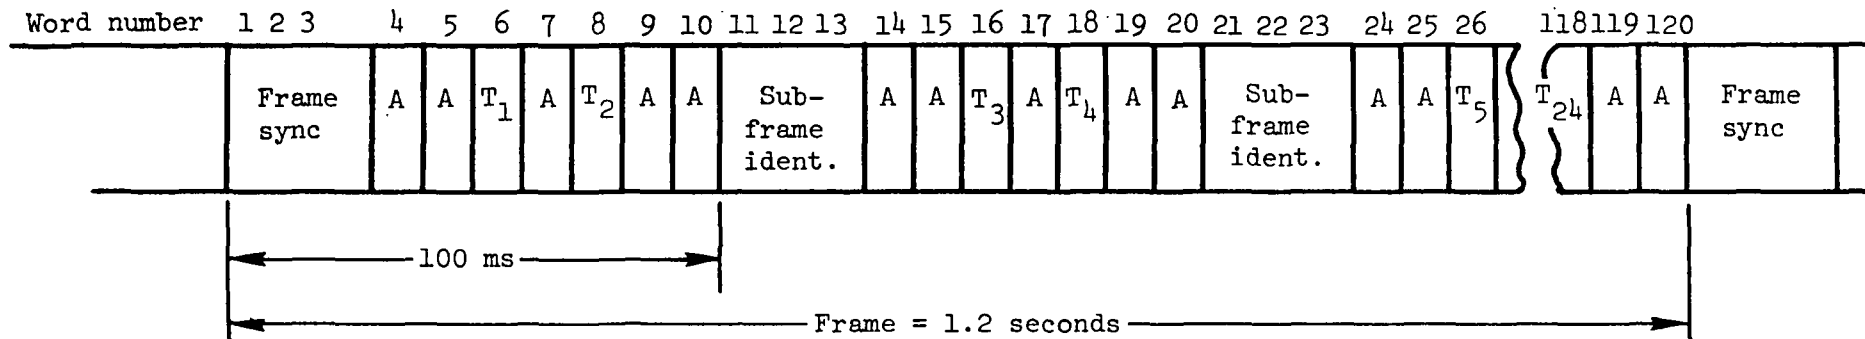 Word number 1 2 3 4 5 6 7 8 9 10 11 12 13 14 15 16 17 18 19 20 21 22 23 24 25 26 118 119 120
Frame sync A A T1 A T2 A A Sub-frame ident. A A T3 A T4 A A Sub-frame ident. A A T5 T24 A A Frame sync
100 ms
Frame = 1.2 seconds